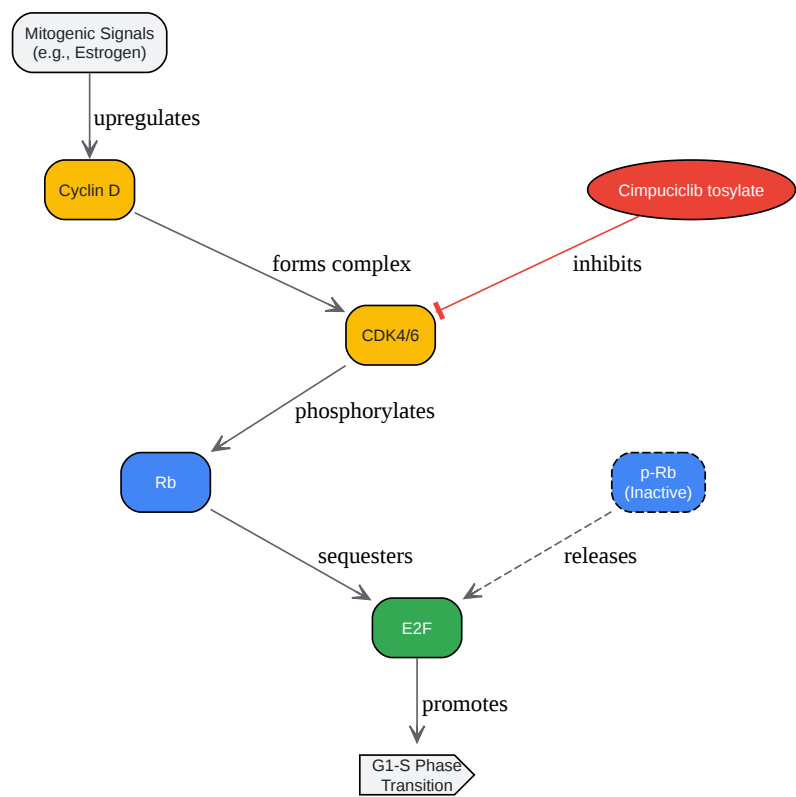 Mitogenic Signals
(e.g., Estrogen)
upregulates
Cyclin D
Cimpuciclib tosylate
forms complex
inhibits
CDK4/6
phosphorylates
Rb
p-Rb
(Inactive)
sequesters
releases
E2F
promotes
G1-S Phase
Transition